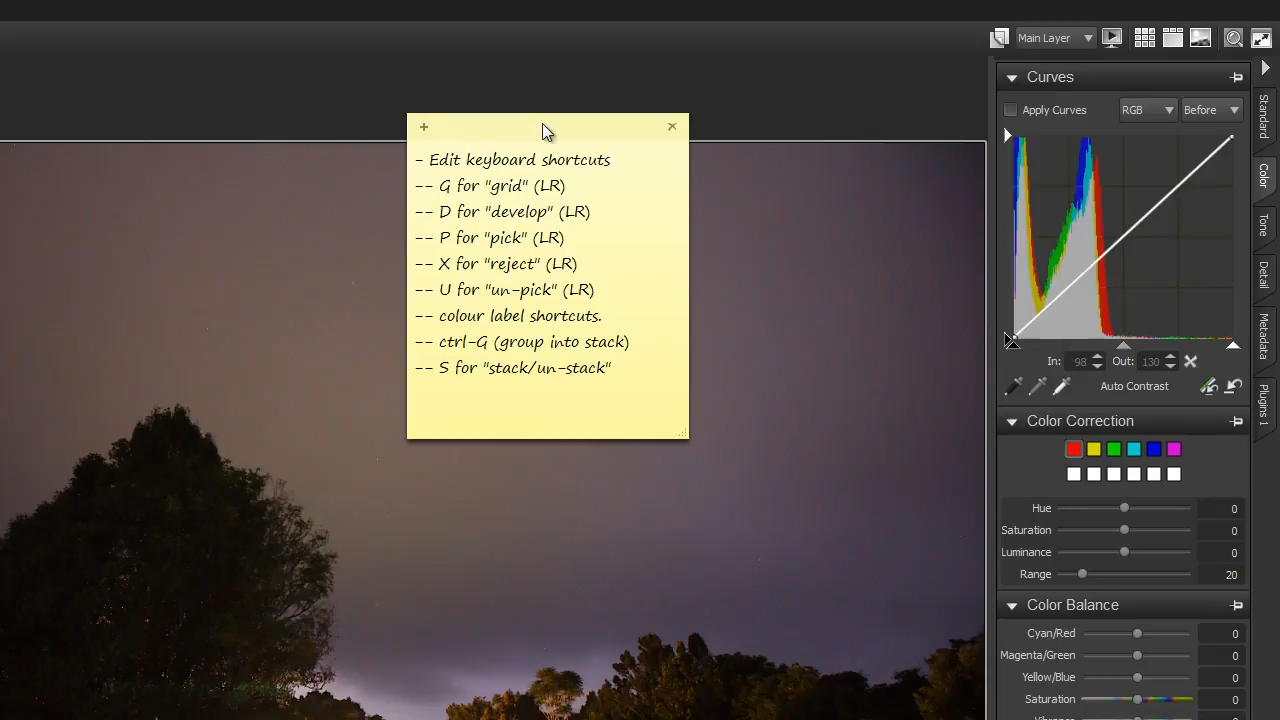 Main Layer
Curves
Apply Curves
RGB
Before
- Edit keyboard shortcuts
-- G for "grid" (LR)
-- D for "develop" (LR)
-- P for "pick" (LR)
-- X for "reject" (LR)
-- U for "un-pick" (LR)
-- colour label shortcuts.
-- ctrl-G (group into stack)
-- S for "stack/un-stack"
In: 98 Out: 130
Auto Contrast
Color Correction
Hue 0
Saturation 0
Luminance 0
Range 20
Color Balance
Cyan/Red 0
Magenta/Green 0
Yellow/Blue 0
Saturation 0
Standard
Color
Tone
Detail
Metadata
Plugins 1